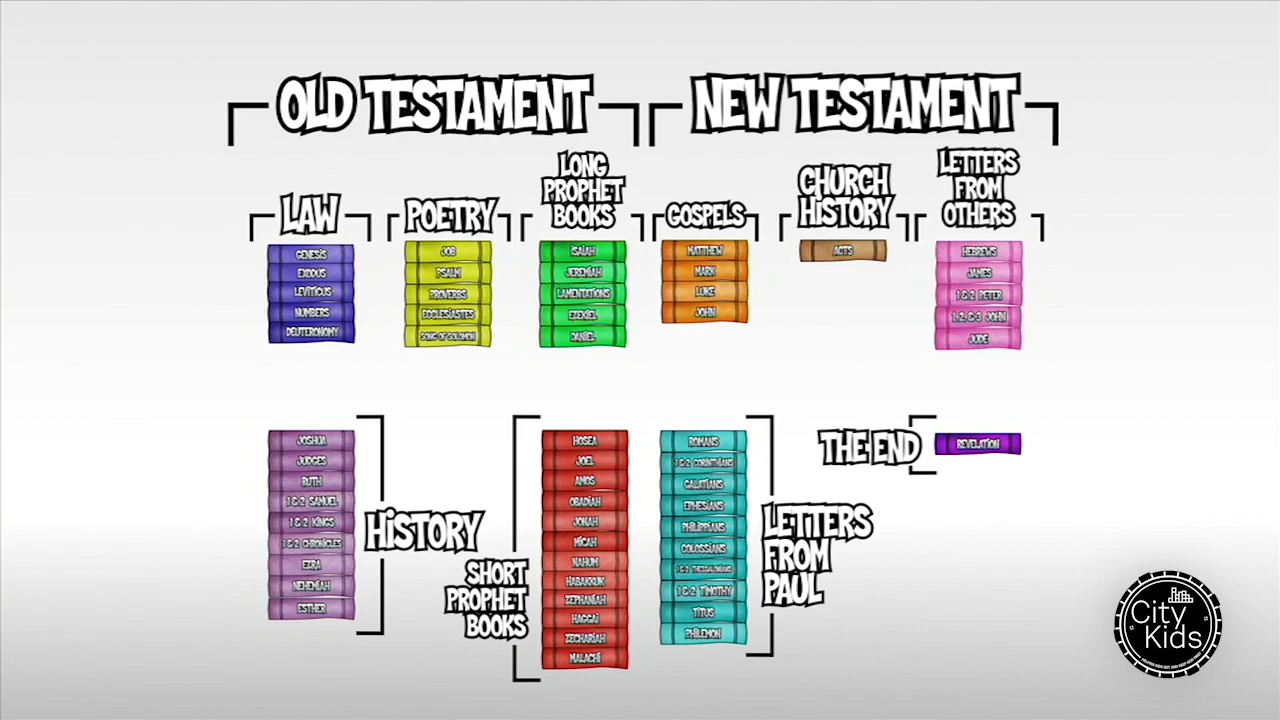 OLD TESTAMENT
NEW TESTAMENT
LAW
GENESIS
EXODUS
LEVITICUS
NUMBERS
DEUTERONOMY
POETRY
JOB
PSALM
PROVERBS
ECCLESIASTES
SONG OF SOLOMON
LONG
PROPHET
BOOKS
ISAIAH
JEREMIAH
LAMENTATIONS
EZEKIEL
DANIEL
GOSPELS
MATTHEW
MARK
LUKE
JOHN
CHURCH
HISTORY
ACTS
LETTERS
FROM
OTHERS
HEBREWS
JAMES
1 & 2 PETER
1, 2, & 3 JOHN
JUDE
JOSHUA
JUDGES
RUTH
1 & 2 SAMUEL
1 & 2 KINGS
1 & 2 CHRONICLES
EZRA
NEHEMIAH
ESTHER
HISTORY
SHORT
PROPHET
BOOKS
HOSEA
JOEL
AMOS
OBADIAH
JONAH
MICAH
NAHUM
HABAKKUK
ZEPHANIAH
HAGGAI
ZECHARIAH
MALACHI
ROMANS
1 & 2 CORINTHIANS
GALATIANS
EPHESIANS
PHILIPPIANS
COLOSSIANS
1 & 2 THESSALONIANS
1 & 2 TIMOTHY
TITUS
PHILEMON
LETTERS
FROM
PAUL
THE END
REVELATION
City
Kids